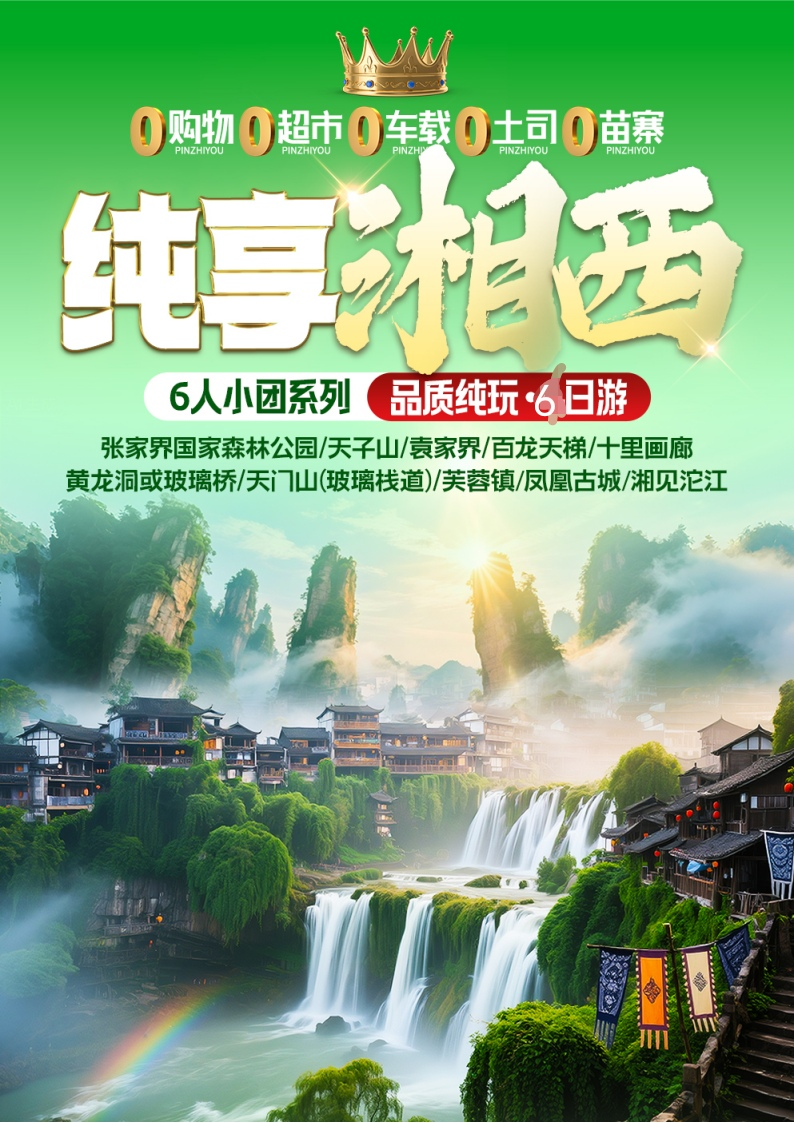 0购物 0超市 0车载 0土司 0苗寨
PINZHIYOU PINZHIYOU PINZHIYOU PINZHIYOU PINZHIYOU
纯享湘西
6人小团系列 品质纯玩·6日游
张家界国家森林公园/天子山/袁家界/百龙天梯/十里画廊
黄龙洞或玻璃桥/天门山(玻璃栈道)/芙蓉镇/凤凰古城/湘见沱江